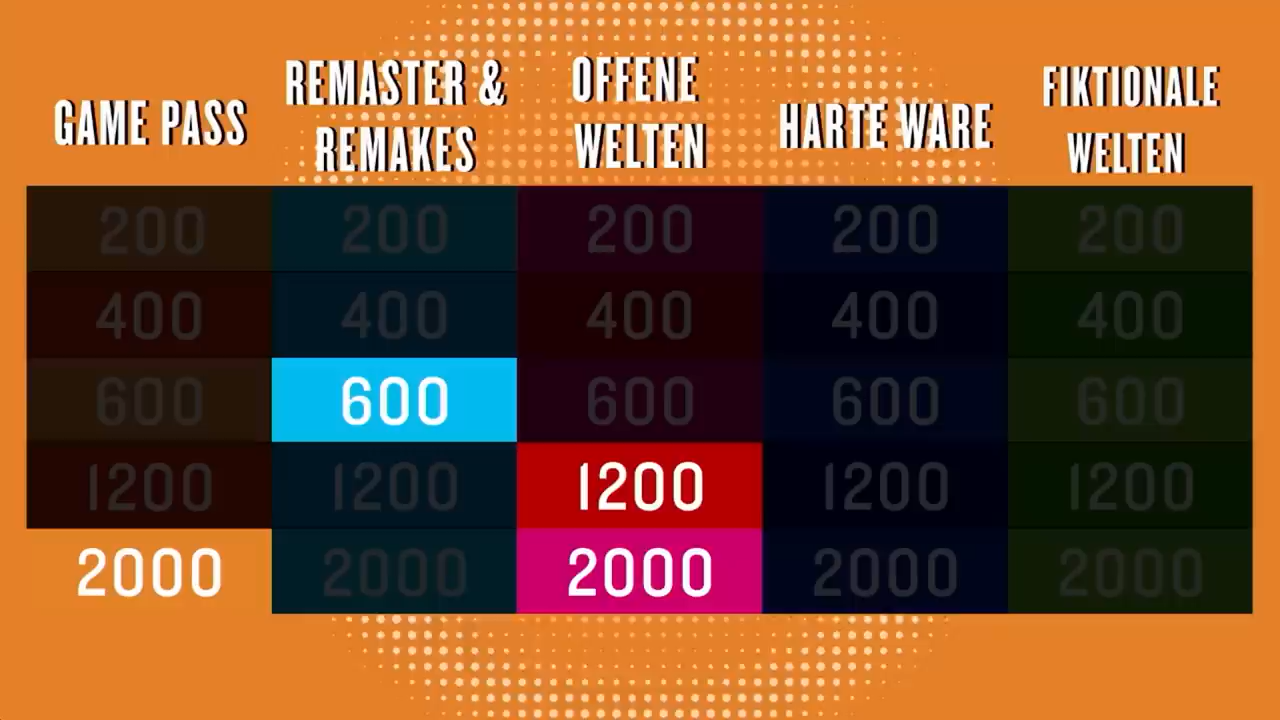 GAME PASS
REMASTER &
REMAKES
OFFENE
WELTEN
HARTE WARE
FIKTIONALE
WELTEN
200 200 200 200 200
400 400 400 400 400
600 600 600 600 600
1200 1200 1200 1200 1200
2000 2000 2000 2000 2000